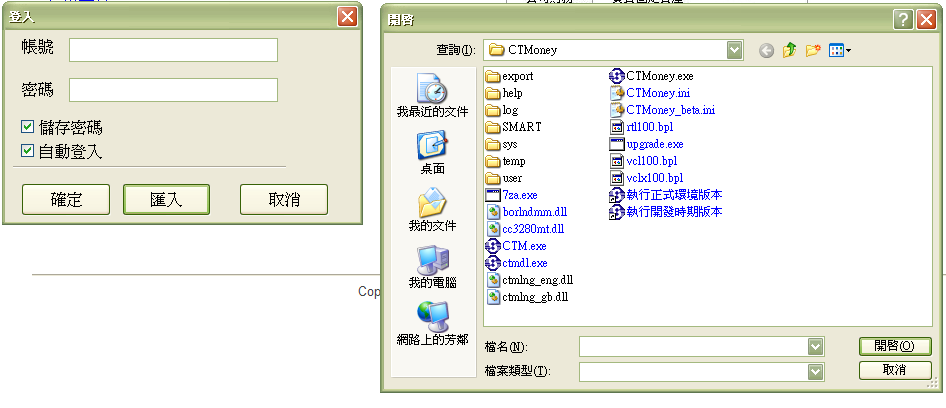 登入
帳號
密碼
儲存密碼
自動登入
確定
匯入
取消
Cop
開啓
查詢(I):
CTMoney
我最近的文件
桌面
我的文件
我的電腦
網路上的芳鄰
export
help
log
SMART
sys
temp
user
7za.exe
borlndmm.dll
cc3280mt.dll
CTM.exe
ctmdl.exe
ctmlng_eng.dll
ctmlng_gb.dll
CTMoney.exe
CTMoney.ini
CTMoney_beta.ini
rtl100.bpl
upgrade.exe
vcl100.bpl
vclx100.bpl
執行正式環境版本
執行開發時期版本
檔名(N):
開啓(O)
檔案類型(T):
取消